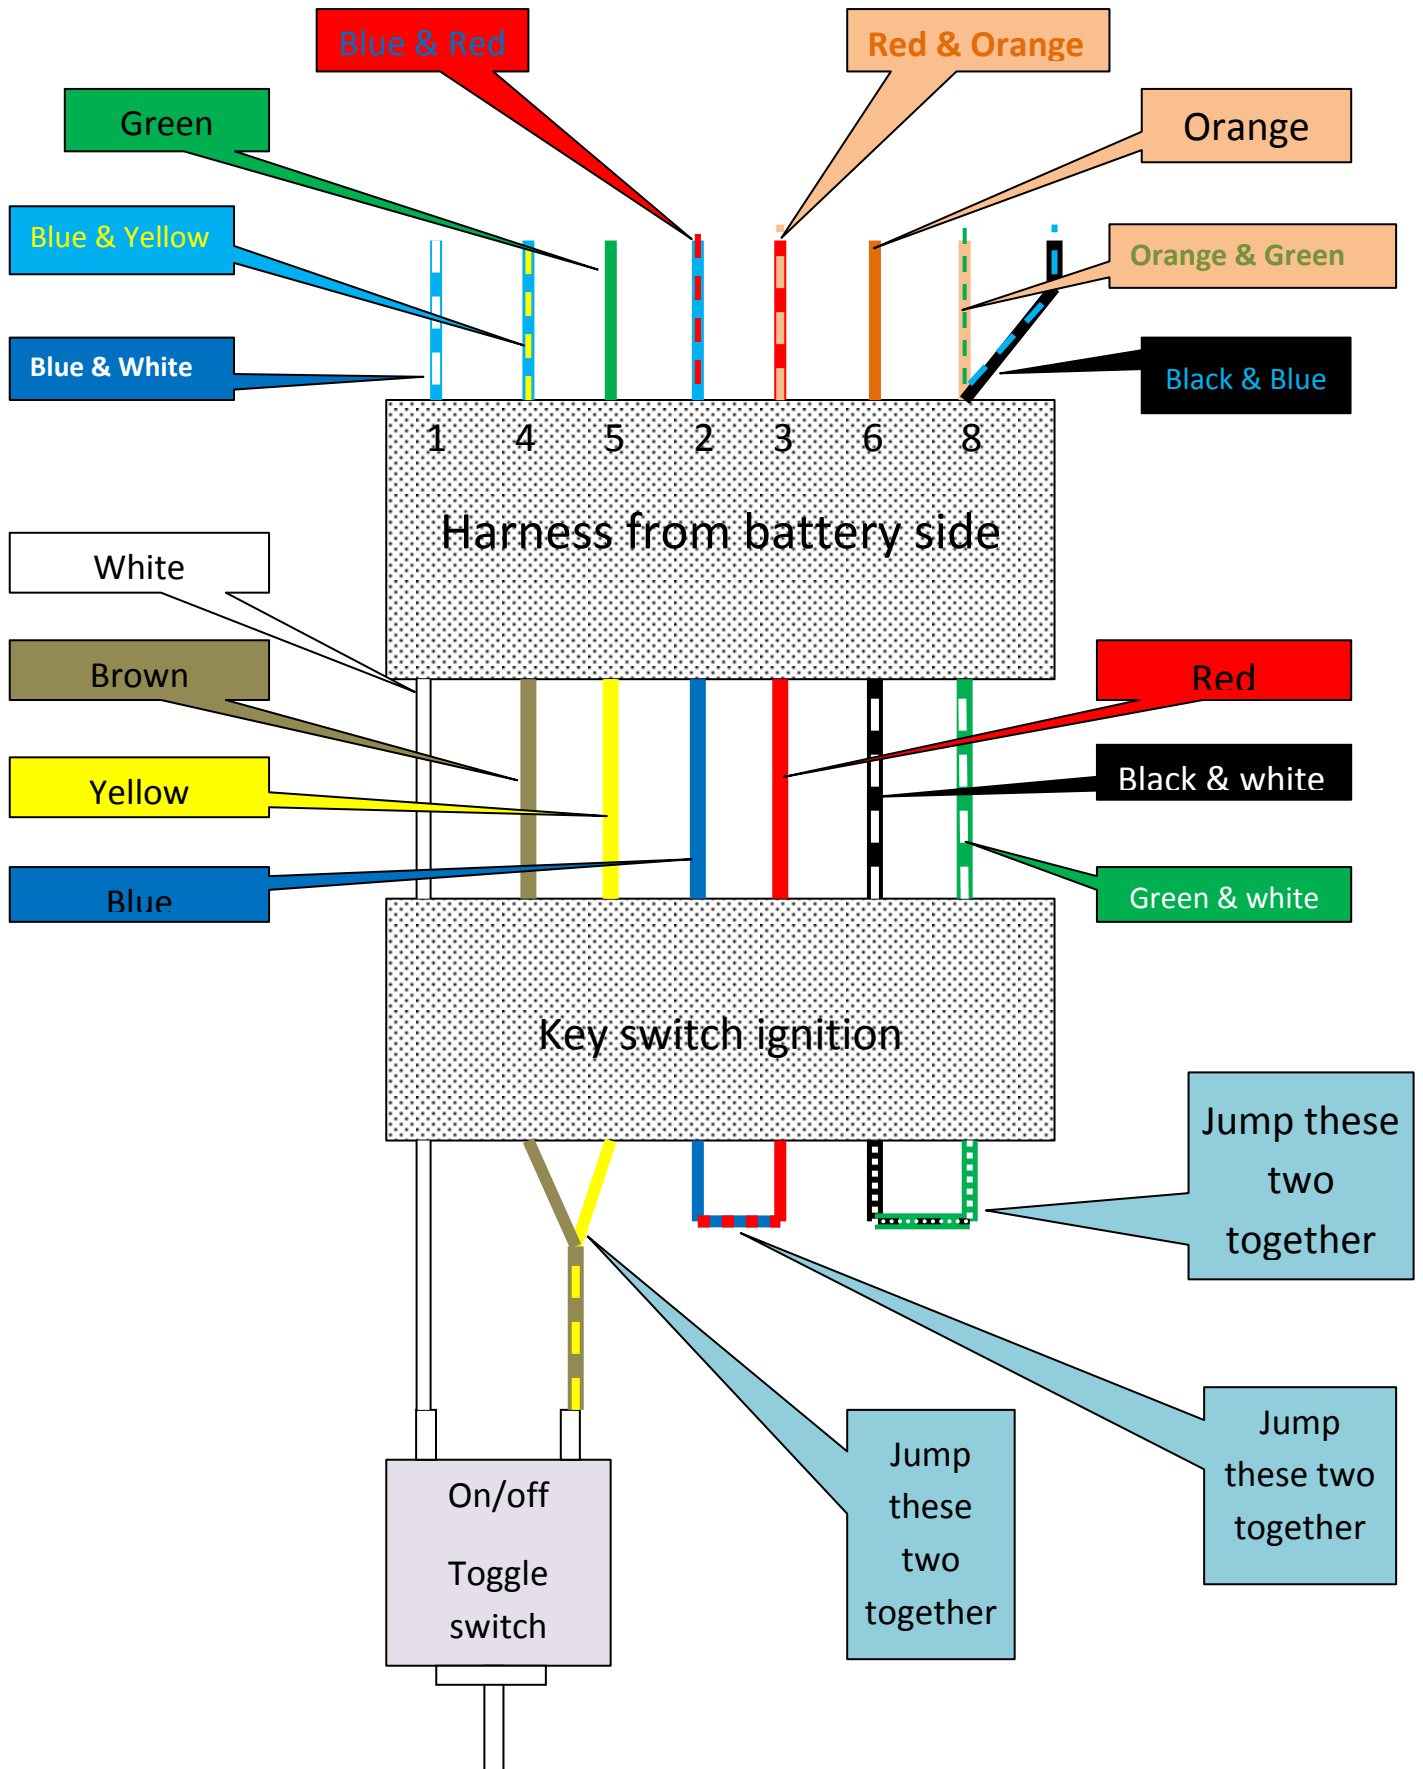 Blue & Red
Red & Orange
Green
Orange
Blue & Yellow
Orange & Green
Blue & White
Black & Blue
1 4 5 2 3 6 8
Harness from battery side
White
Brown
Red
Yellow
Black & white
Blue
Green & white
Key switch ignition
Jump these
two
together
Jump
these two
together
Jump
these
two
together
On/off
Toggle
switch